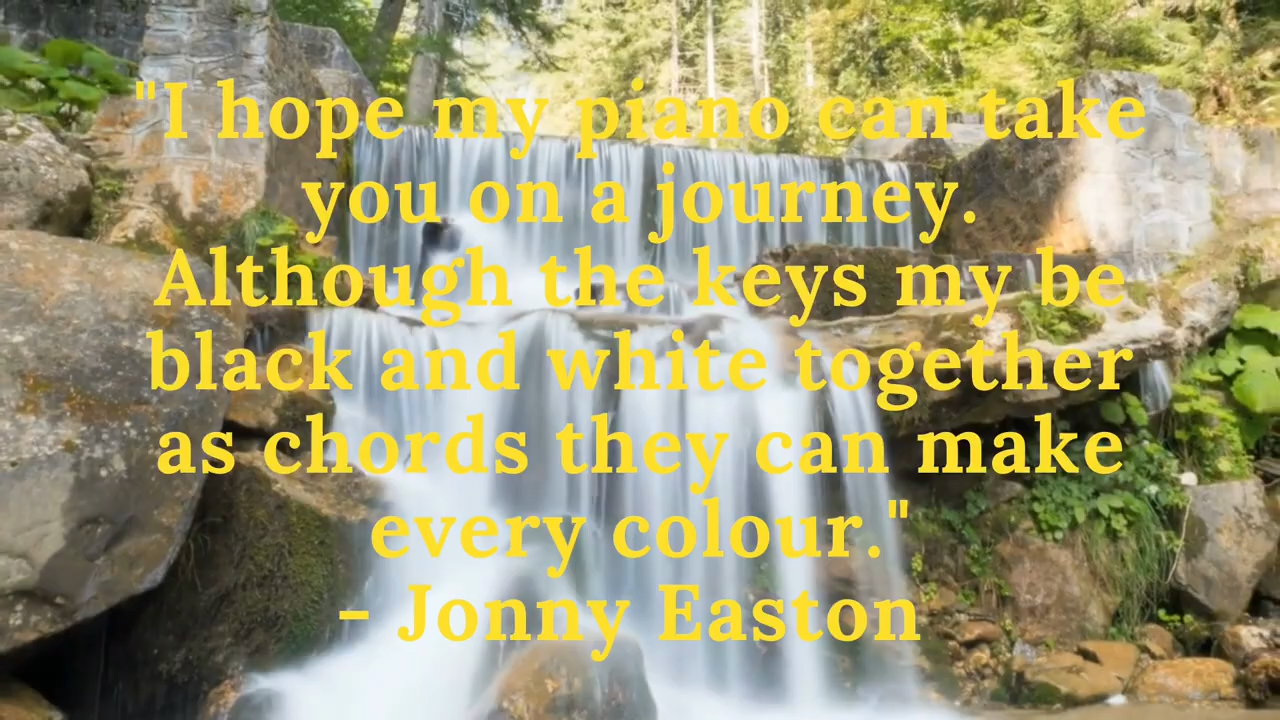 "I hope my piano can take
you on a journey.
Although the keys my be
black and white together
as chords they can make
every colour."
- Jonny Easton